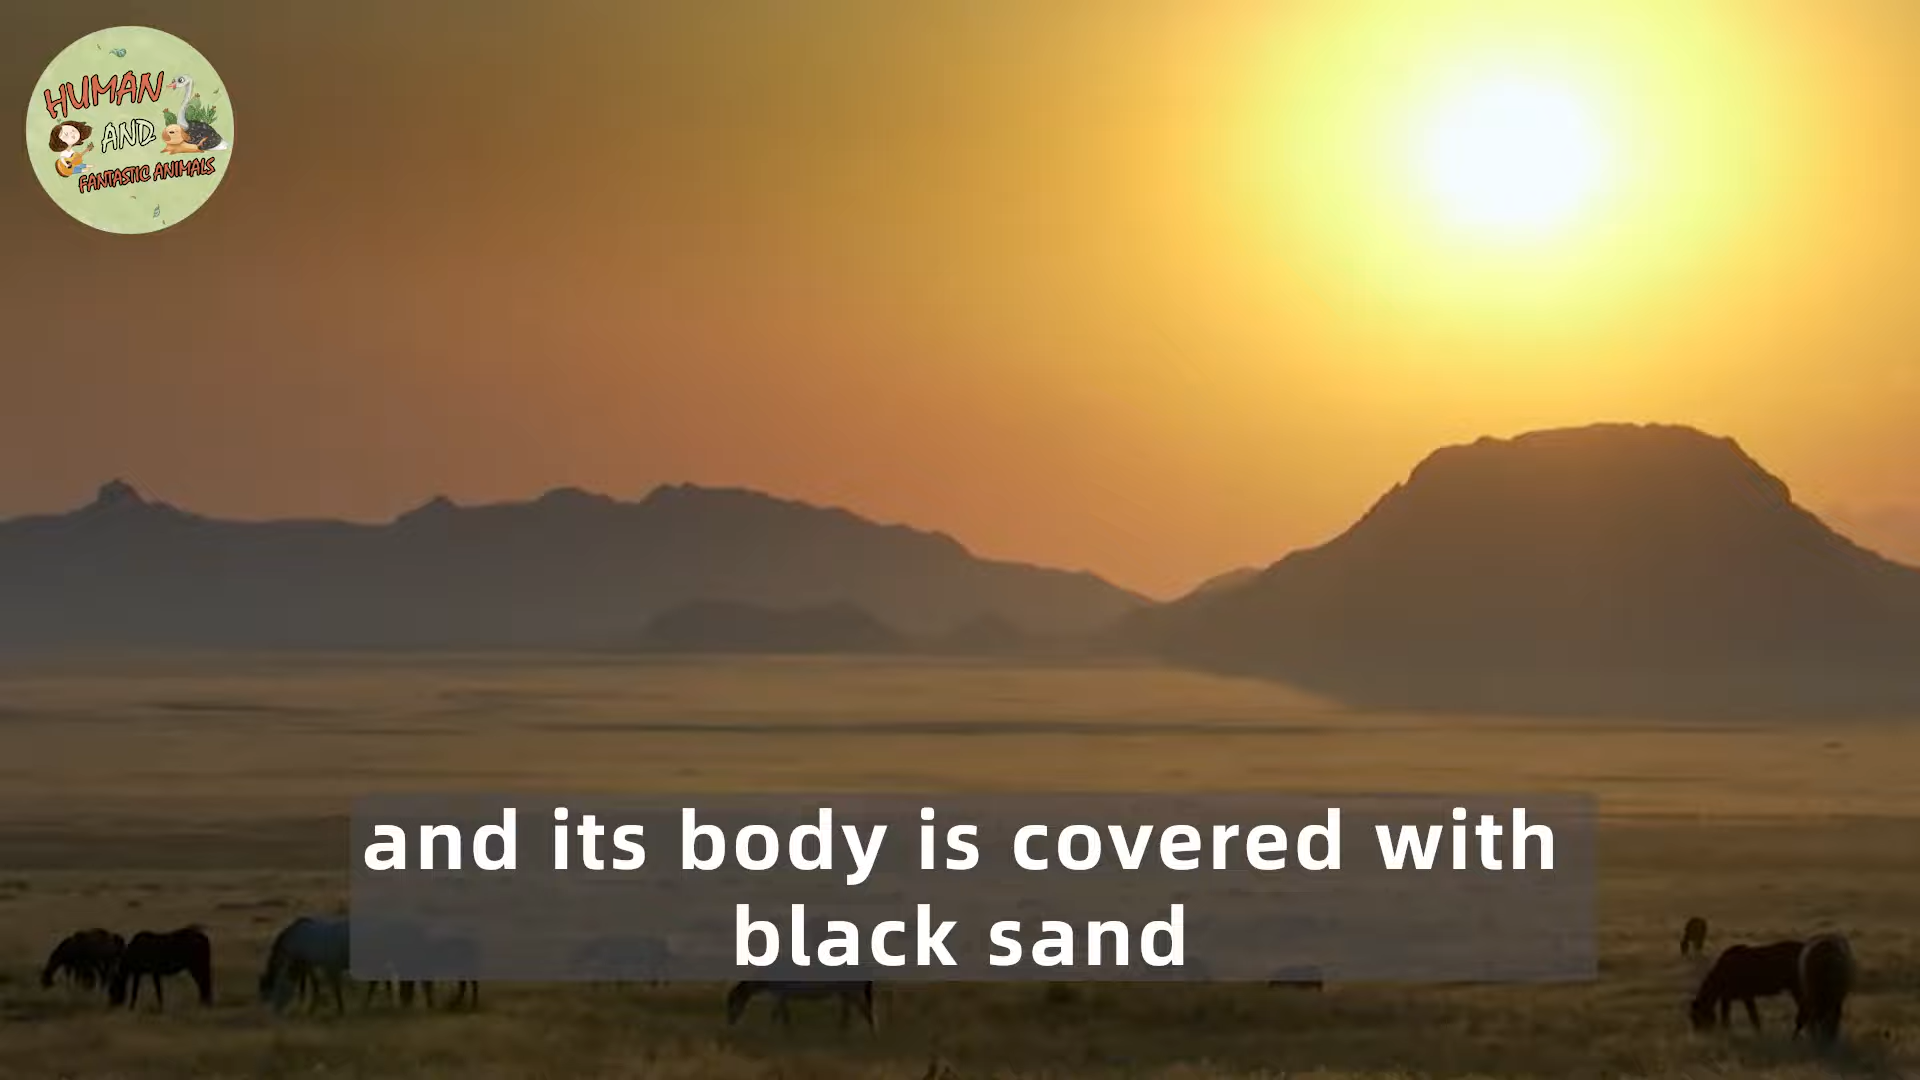 HUMAN
AND
FANTASTIC ANIMALS
and its body is covered with
black sand